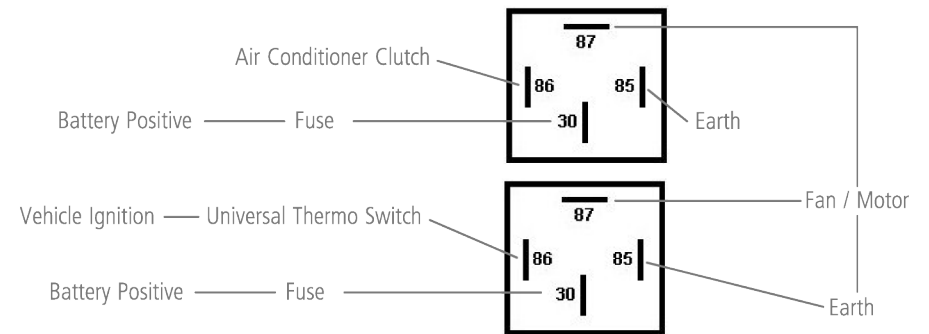 87
Air Conditioner Clutch
86
85
Battery Positive
Fuse
30
Earth
87
Fan / Motor
Vehicle Ignition
Universal Thermo Switch
86
85
Battery Positive
Fuse
30
Earth